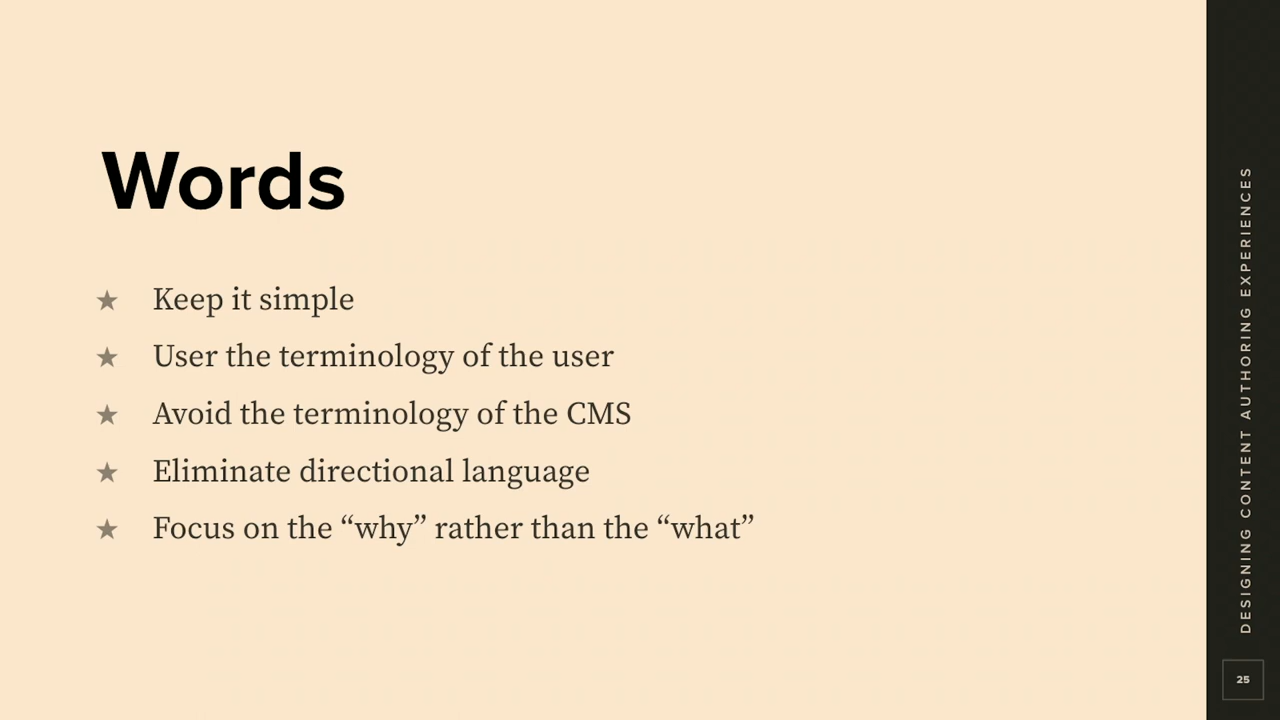 Words
Keep it simple
User the terminology of the user
Avoid the terminology of the CMS
Eliminate directional language
Focus on the “why” rather than the “what”
DESIGNING CONTENT AUTHORING EXPERIENCES
25